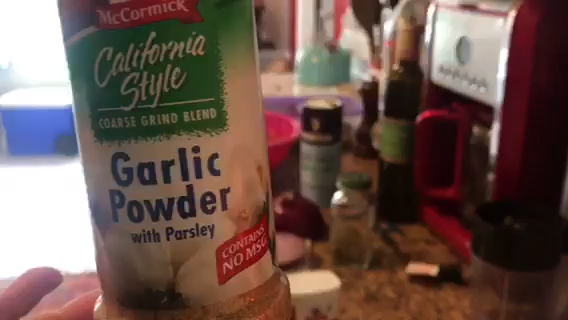 McCormick
California
Style
COARSE GRIND BLEND
Garlic
Powder
with Parsley
CONTAINS
NO MSG